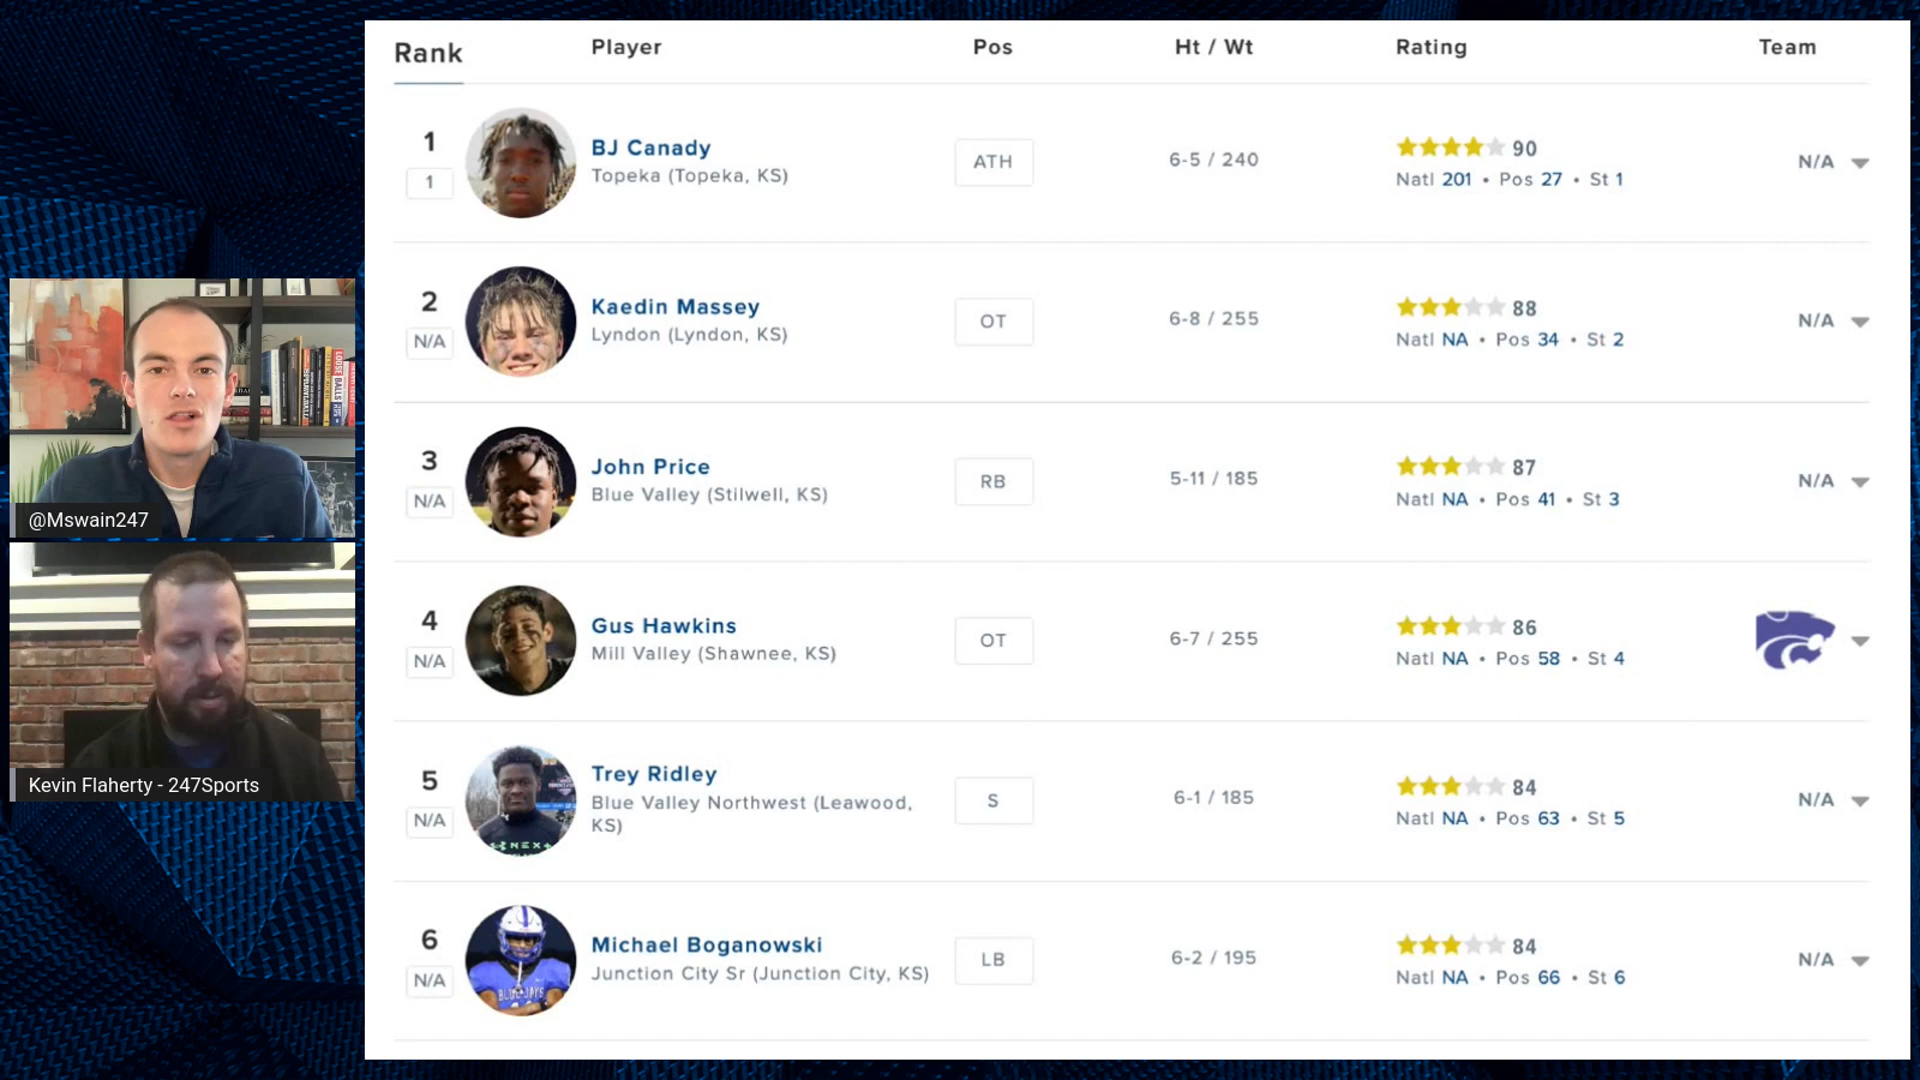 Rank Player Pos Ht / Wt Rating Team
1
1
BJ Canady
Topeka (Topeka, KS)
ATH
6-5 / 240
90
Natl 201 • Pos 27 • St 1
N/A
2
N/A
Kaedin Massey
Lyndon (Lyndon, KS)
OT
6-8 / 255
88
Natl NA • Pos 34 • St 2
N/A
3
N/A
John Price
Blue Valley (Stilwell, KS)
RB
5-11 / 185
87
Natl NA • Pos 41 • St 3
N/A
4
N/A
Gus Hawkins
Mill Valley (Shawnee, KS)
OT
6-7 / 255
86
Natl NA • Pos 58 • St 4
5
N/A
Trey Ridley
Blue Valley Northwest (Leawood,
KS)
S
6-1 / 185
84
Natl NA • Pos 63 • St 5
N/A
NEXT
6
N/A
Michael Boganowski
Junction City Sr (Junction City, KS)
LB
6-2 / 195
84
Natl NA • Pos 66 • St 6
N/A
BLUE JAYS
LOOSE BALLS
@Mswain247
Kevin Flaherty - 247Sports